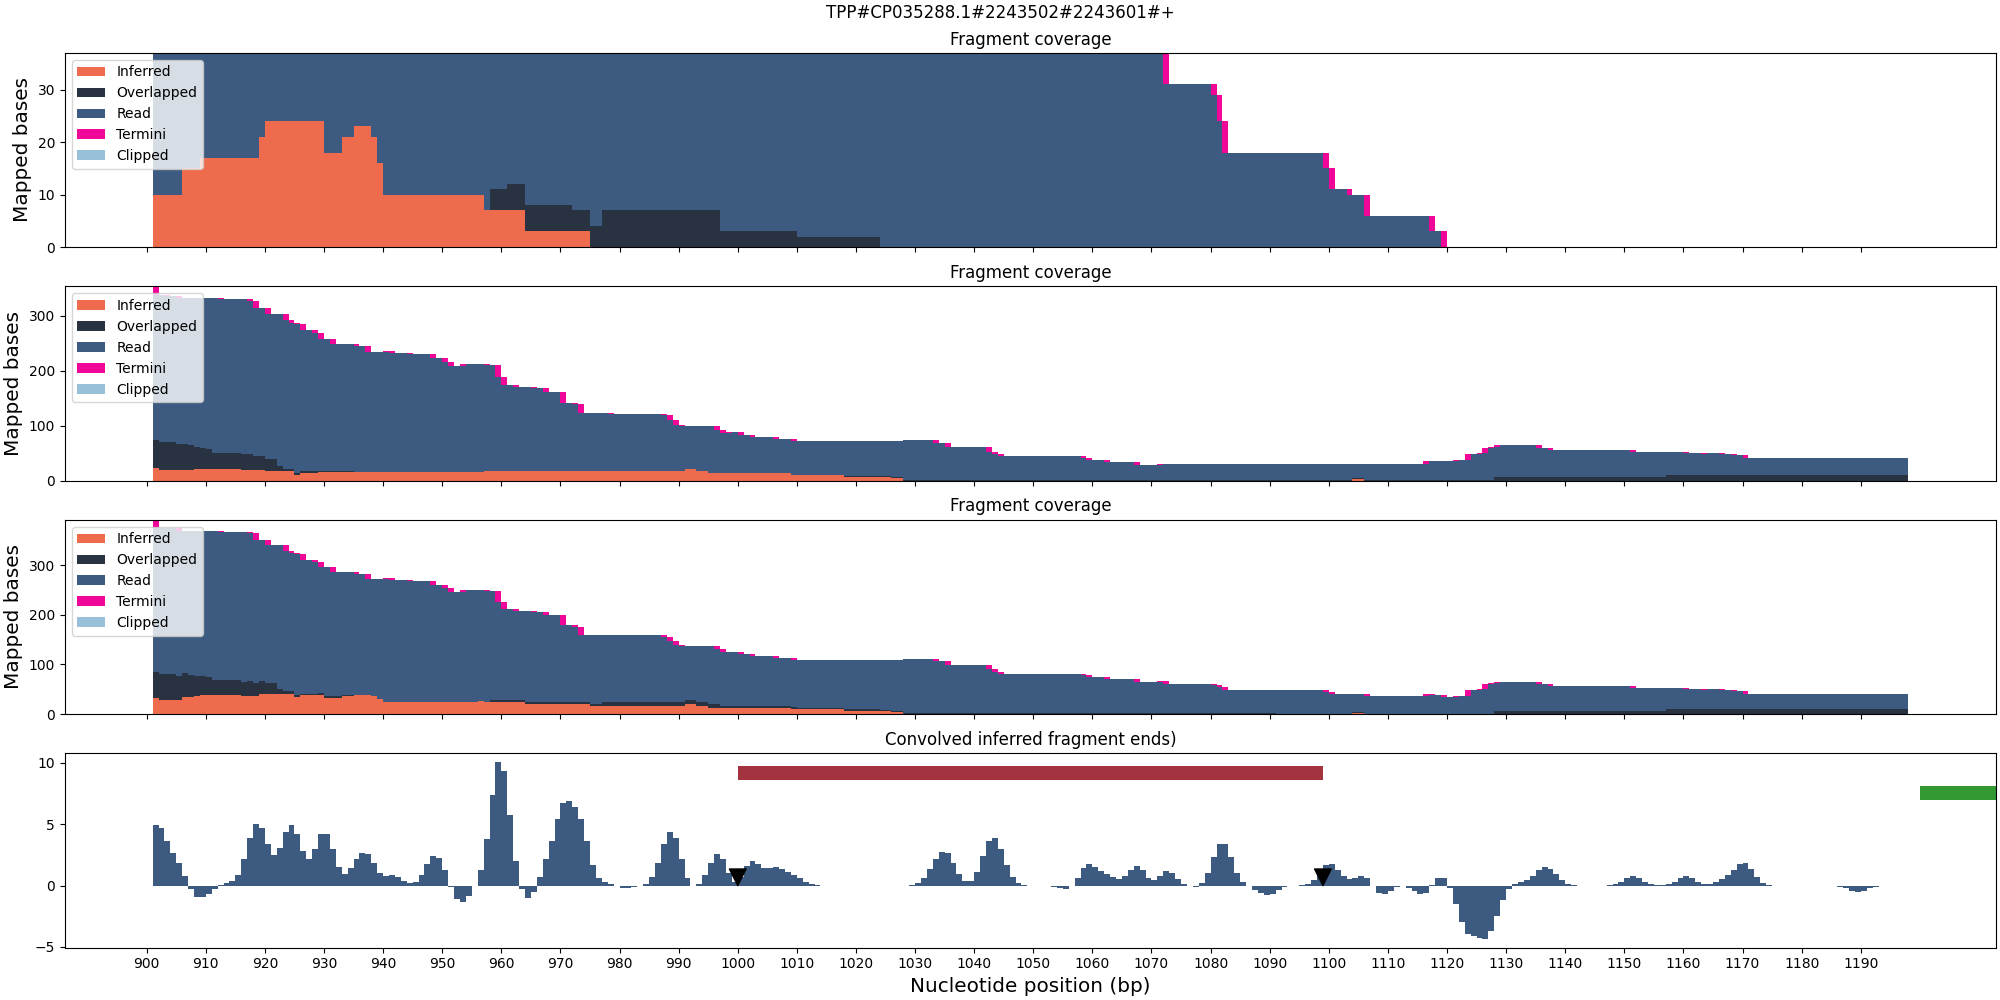 TPP#CP035288.1#2243502#2243601#+
Fragment coverage
Mapped bases
30
20
10
0
Inferred
Overlapped
Read
Termini
Clipped
Fragment coverage
Mapped bases
300
200
100
0
Inferred
Overlapped
Read
Termini
Clipped
Fragment coverage
Mapped bases
300
200
100
0
Inferred
Overlapped
Read
Termini
Clipped
Convolved inferred fragment ends)
10
5
0
−5
900 910 920 930 940 950 960 970 980 990 1000 1010 1020 1030 1040 1050 1060 1070 1080 1090 1100 1110 1120 1130 1140 1150 1160 1170 1180 1190
Nucleotide position (bp)